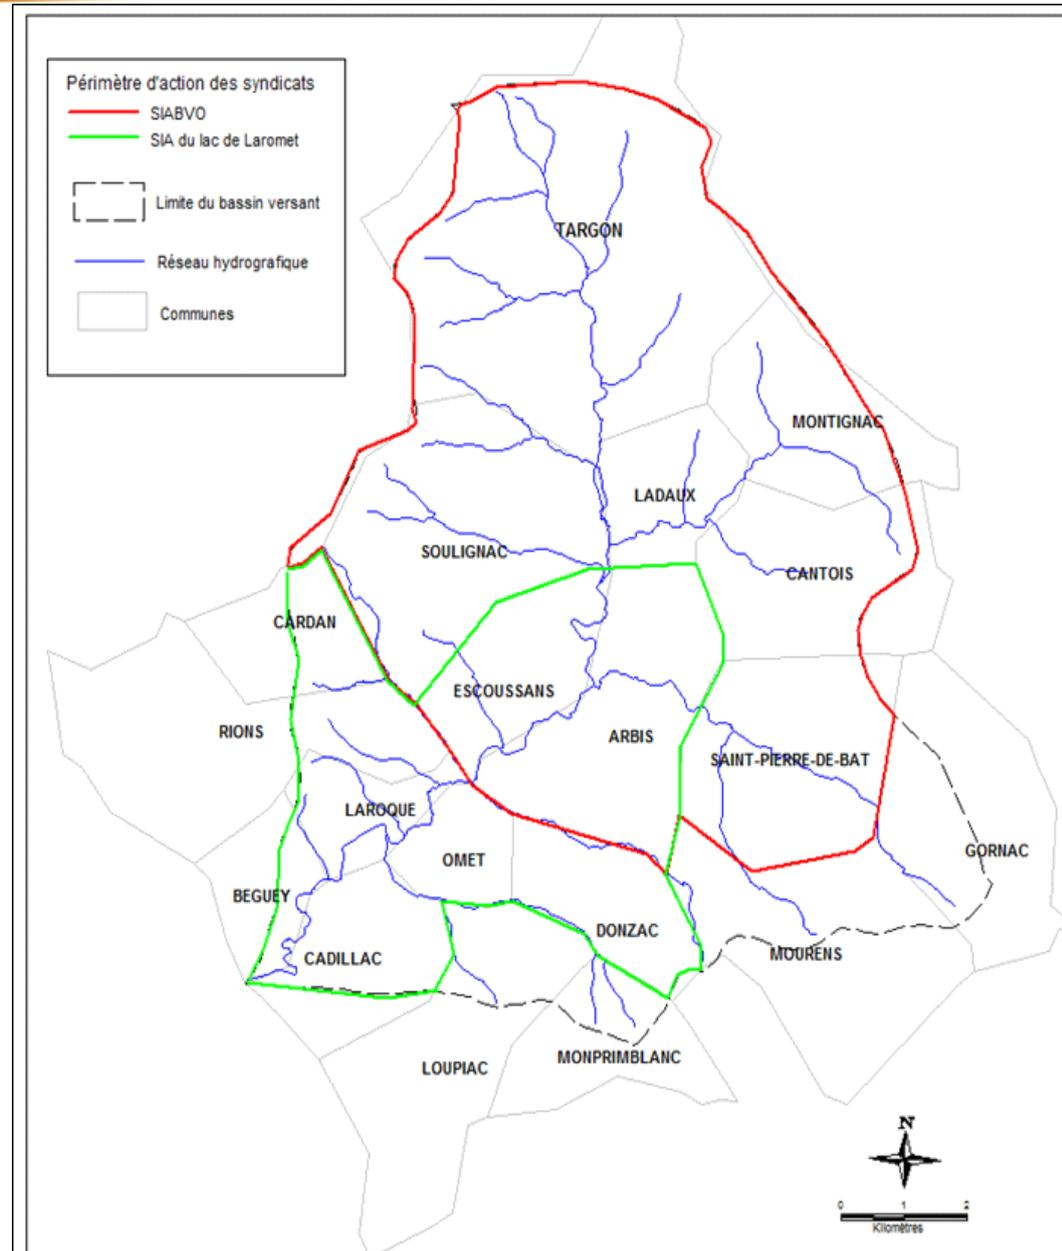 Périmètre d'action des syndicats
SIABVO
SIA du lac de Laromet
Limite du bassin versant
Réseau hydrografique
Communes
TARGON
MONTIGNAC
LADAUX
SOULIGNAC
CANTOIS
CARDAN
ESCOUSSANS
RIONS
ARBIS
SAINT-PIERRE-DE-BAT
LAROQUE
OMET
GORNAC
BEGUEY
DONZAC
CADILLAC
MOURENS
MONPRIMBLANC
LOUPIAC
N
0 1 2
Kilomètres